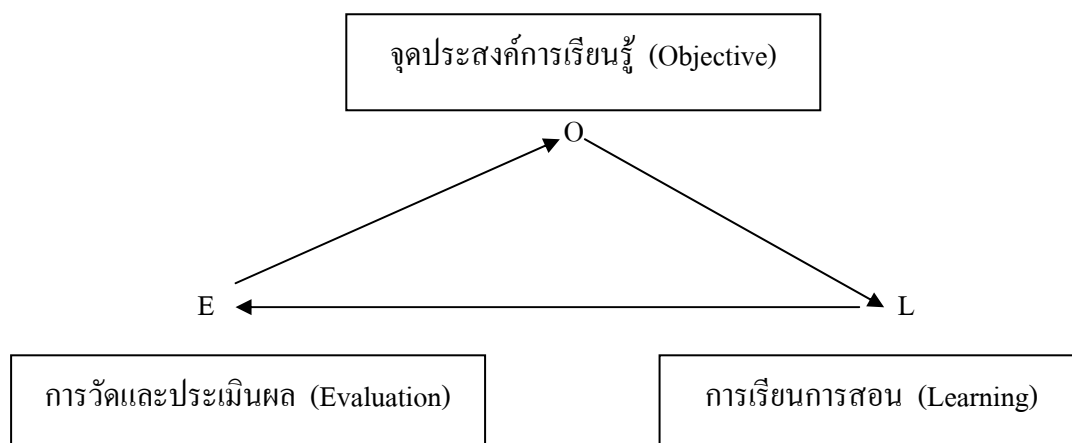 จุดประสงค์การเรียนรู้ (Objective)
O
E
L
การวัดและประเมินผล (Evaluation)
การเรียนการสอน (Learning)